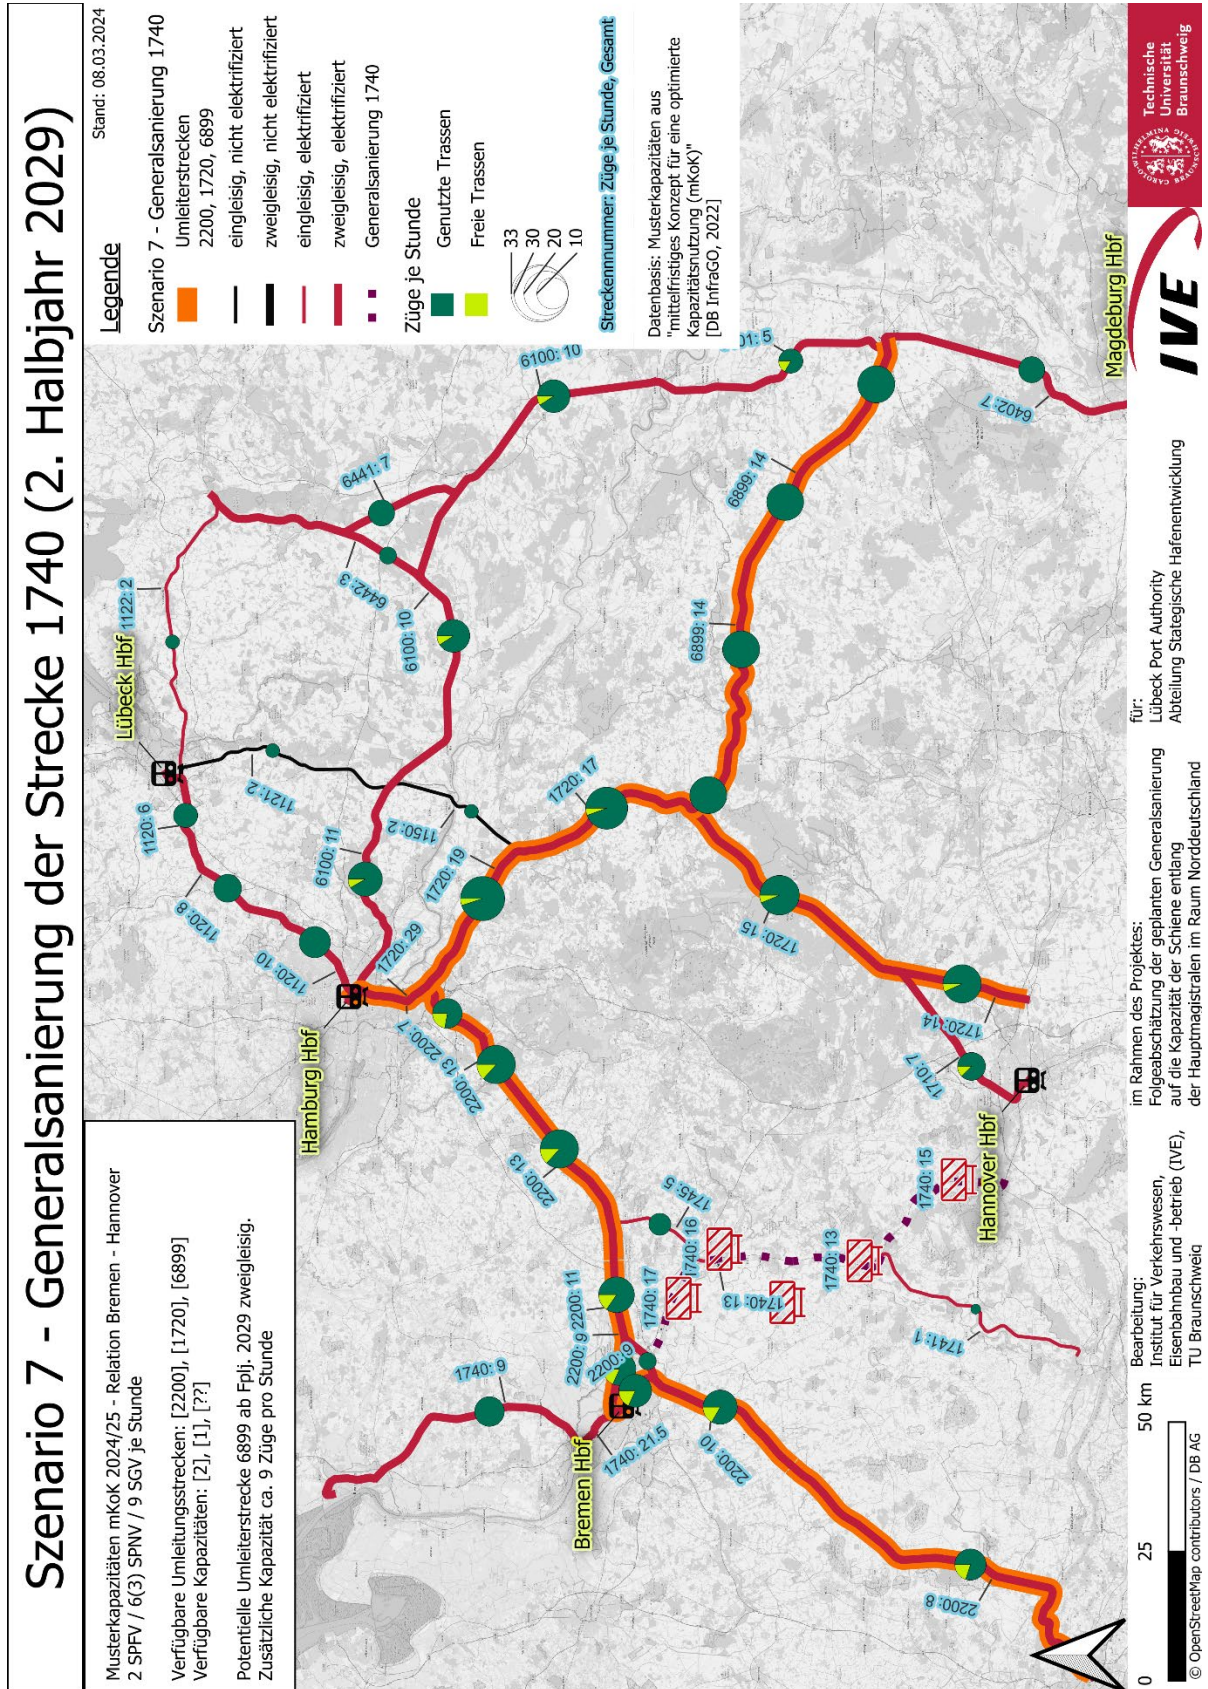 Szenario 7 - Generalsanierung der Strecke 1740 (2. Halbjahr 2029)
Musterkapazitäten mKoK 2024/25 - Relation Bremen - Hannover
2 SPFV / 6(3) SPNV / 9 SGV je Stunde
Verfügbare Umleitungsstrecken: [2200], [1720], [6899]
Verfügbare Kapazitäten: [2], [1], [??]
Potentielle Umleiterstrecke 6899 ab Fplj. 2029 zweigleisig.
Zusätzliche Kapazität ca. 9 Züge pro Stunde
Stand: 08.03.2024
Legende
Szenario 7 - Generalsanierung 1740
Umleiterstrecken
2200, 1720, 6899
eingleisig, nicht elektrifiziert
zweigleisig, nicht elektrifiziert
eingleisig, elektrifiziert
zweigleisig, elektrifiziert
Generalsanierung 1740
Züge je Stunde
Genutzte Trassen
Freie Trassen
33
30
20
10
Streckennnummer: Züge je Stunde, Gesamt
Datenbasis: Musterkapazitäten aus
"mittelfristiges Konzept für eine optimierte
Kapazitätsnutzung (mKoK)"
[DB InfraGO, 2022]
Lübeck Hbf
1122: 2
1120: 6
1121: 2
1120: 8
1120: 10
Hamburg Hbf
6441: 7
6442: 3
6100: 10
6100: 10
6100: 11
1150: 2
1720: 29
1720: 19
1720: 17
2200: 7
2200: 13
2200: 13
2200: 11
2200: 9
2200: 9
1740: 9
Bremen Hbf
1740: 21.5
1740: 17
1740: 16
1745: 5
1740: 13
1740: 13
1740: 15
1741: 1
2200: 10
2200: 8
1720: 15
1720: 14
1710: 7
Hannover Hbf
6899: 14
6899: 14
01: 5
6402: 7
Magdeburg Hbf
0
25
50 km
© OpenStreetMap contributors / DB AG
Bearbeitung:
Institut für Verkehrswesen,
Eisenbahnbau und -betrieb (IVE),
TU Braunschweig
im Rahmen des Projektes:
Folgeabschätzung der geplanten Generalsanierung
auf die Kapazität der Schiene entlang
der Hauptmagistralen im Raum Norddeutschland
für:
Lübeck Port Authority
Abteilung Stategische Hafenentwicklung
IVE
CAROLO-WILHELMINA
BRAUNSCHWEIG
Technische
Universität
Braunschweig